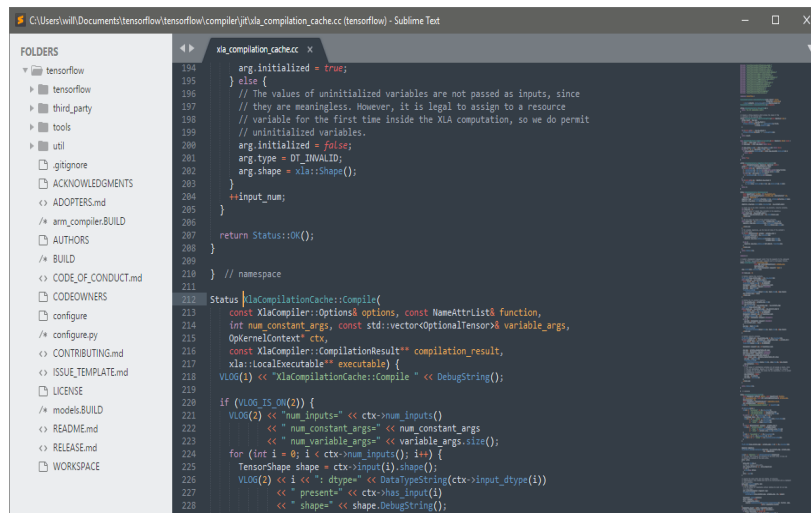 C:\Users\will\Documents\tensorflow\tensorflow\compiler\jit\xla_compilation_cache.cc (tensorflow) - Sublime Text
FOLDERS
tensorflow
tensorflow
third_party
tools
util
.gitignore
ACKNOWLEDGMENTS
<> ADOPTERS.md
/* arm_compiler.BUILD
AUTHORS
/* BUILD
<> CODE_OF_CONDUCT.md
CODEOWNERS
configure
/* configure.py
<> CONTRIBUTING.md
<> ISSUE_TEMPLATE.md
LICENSE
/* models.BUILD
<> README.md
<> RELEASE.md
WORKSPACE
xla_compilation_cache.cc x
194 arg.initialized = true;
195 } else {
196 // The values of uninitialized variables are not passed as inputs, since
197 // they are meaningless. However, it is legal to assign to a resource
198 // variable for the first time inside the XLA computation, so we do permit
199 // uninitialized variables.
200 arg.initialized = false;
201 arg.type = DT_INVALID;
202 arg.shape = xla::Shape();
203 }
204 ++input_num;
205 }
206
207 return Status::OK();
208 }
209
210 } // namespace
211
212 Status XlaCompilationCache::Compile(
213 const XlaCompiler::Options& options, const NameAttrList& function,
214 int num_constant_args, const std::vector<OptionalTensor>& variable_args,
215 OpKernelContext* ctx,
216 const XlaCompiler::CompilationResult** compilation_result,
217 xla::LocalExecutable** executable) {
218 VLOG(1) << "XlaCompilationCache::Compile " << DebugString();
219
220 if (VLOG_IS_ON(2)) {
221 VLOG(2) << "num_inputs=" << ctx->num_inputs()
222 << " num_constant_args=" << num_constant_args
223 << " num_variable_args=" << variable_args.size();
224 for (int i = 0; i < ctx->num_inputs(); i++) {
225 TensorShape shape = ctx->input(i).shape();
226 VLOG(2) << i << ": dtype=" << DataTypeString(ctx->input_dtype(i))
227 << " present=" << ctx->has_input(i)
228 << " shape=" << shape.DebugString();